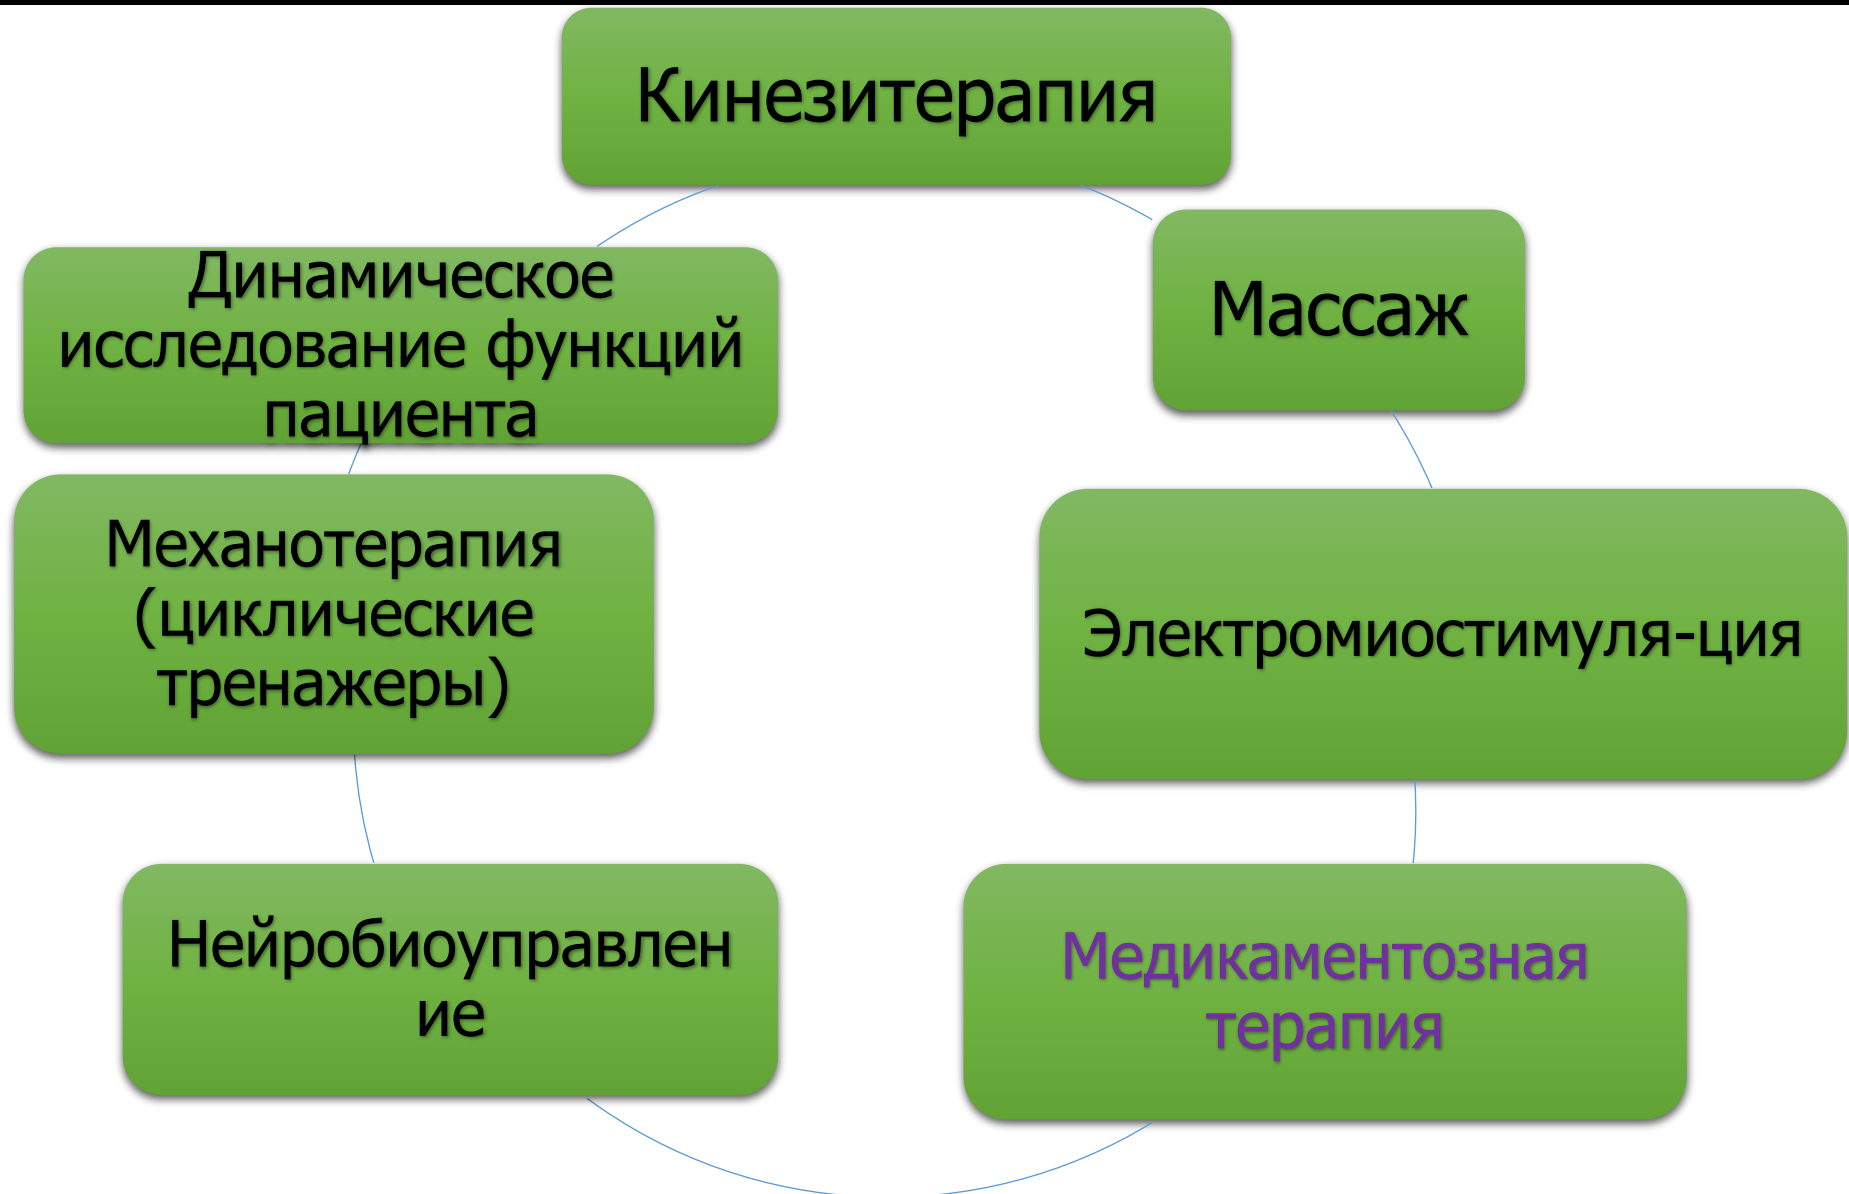 Кинезитерапия
Массаж
Электромиостимуля-ция
Медикаментозная
терапия
Нейробиоуправлен
ие
Механотерапия
(циклические
тренажеры)
Динамическое
исследование функций
пациента